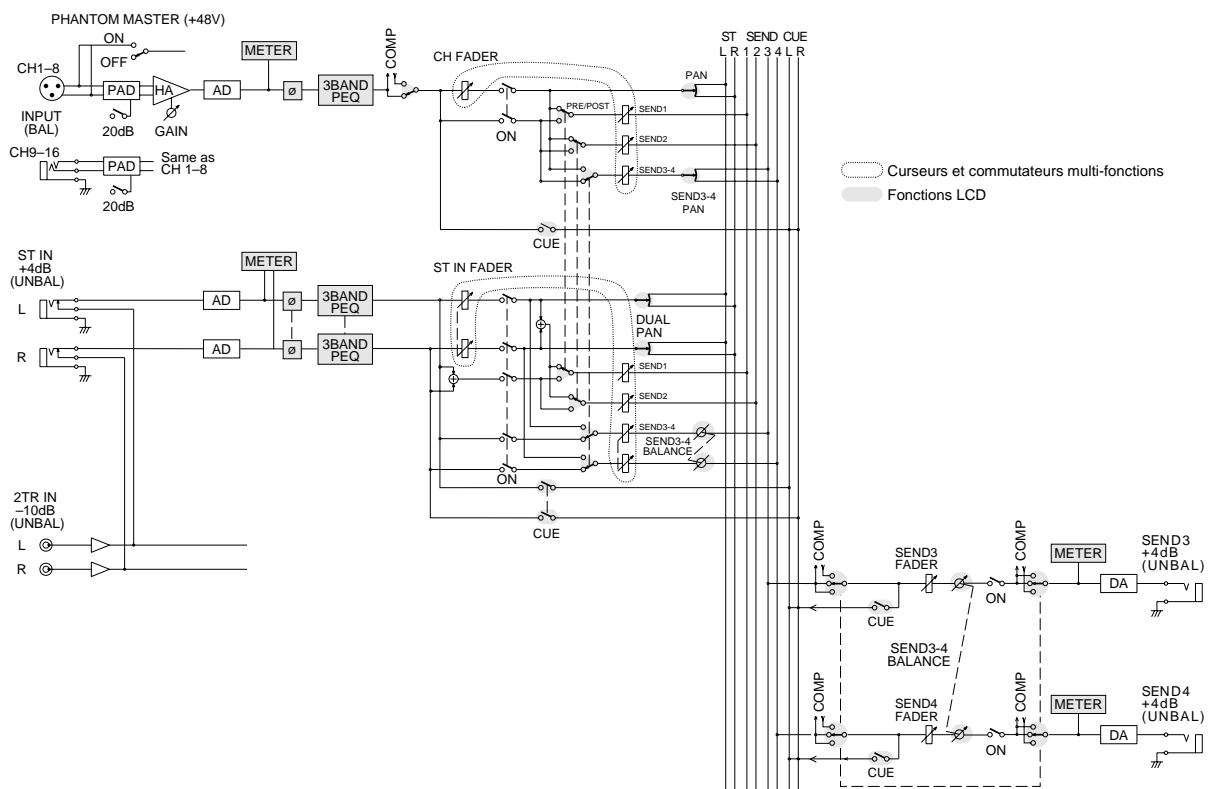 PHANTOM MASTER (+48V)
ON
OFF
CH1–8
INPUT
(BAL)
PAD
20dB
HA
GAIN
AD
METER
ø
3BAND
PEQ
COMP
CH FADER
ON
PRE/POST
PAN
SEND1
SEND2
SEND3-4
SEND3-4
PAN
CUE
ST SEND CUE
L R 1 2 3 4 L R
CH9–16
PAD
20dB
Same as
CH 1–8
Curseurs et commutateurs multi-fonctions
Fonctions LCD
ST IN
+4dB
(UNBAL)
L
R
AD
AD
METER
ø
ø
3BAND
PEQ
3BAND
PEQ
ST IN FADER
DUAL
PAN
SEND1
SEND2
SEND3-4
SEND3-4
BALANCE
ON
CUE
2TR IN
–10dB
(UNBAL)
L
R
COMP
SEND3
FADER
ON
COMP
METER
DA
SEND3
+4dB
(UNBAL)
CUE
SEND3-4
BALANCE
COMP
SEND4
FADER
ON
COMP
METER
DA
SEND4
+4dB
(UNBAL)
CUE